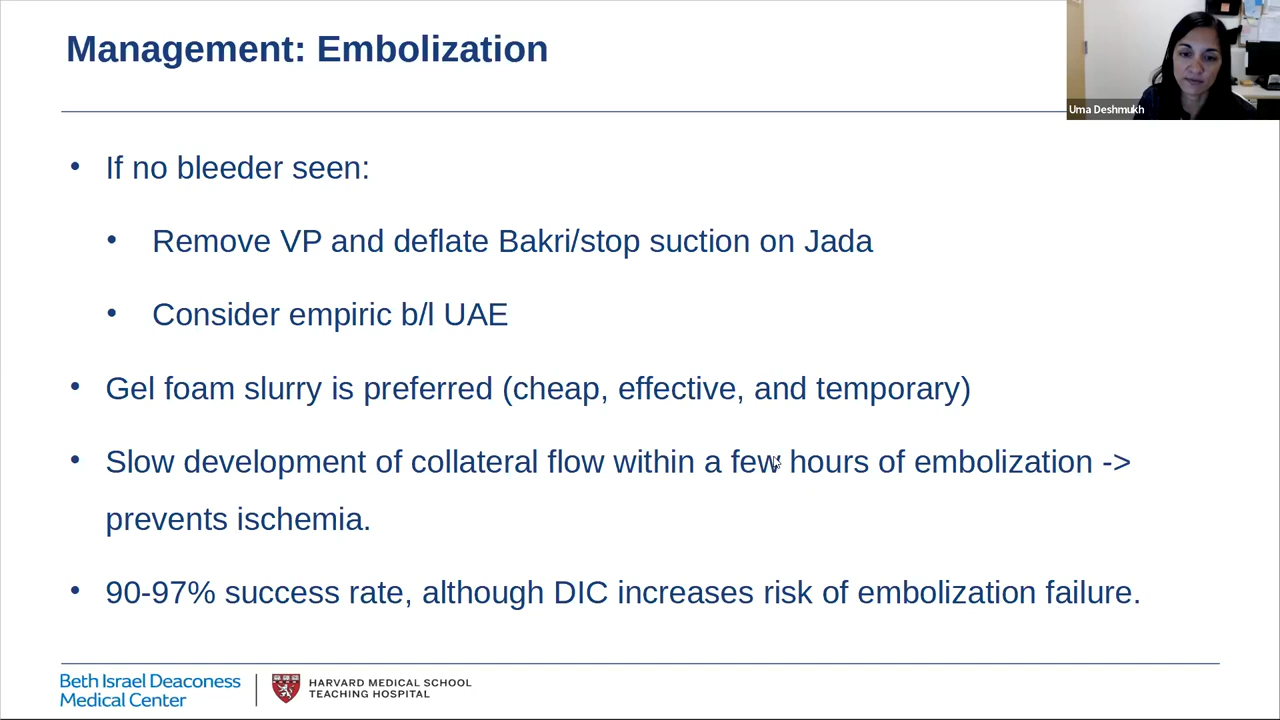 Management: Embolization
Uma Deshmukh
• If no bleeder seen:
• Remove VP and deflate Bakri/stop suction on Jada
• Consider empiric b/l UAE
• Gel foam slurry is preferred (cheap, effective, and temporary)
• Slow development of collateral flow within a few hours of embolization ->
prevents ischemia.
• 90-97% success rate, although DIC increases risk of embolization failure.
Beth Israel Deaconess
Medical Center
HARVARD MEDICAL SCHOOL
TEACHING HOSPITAL